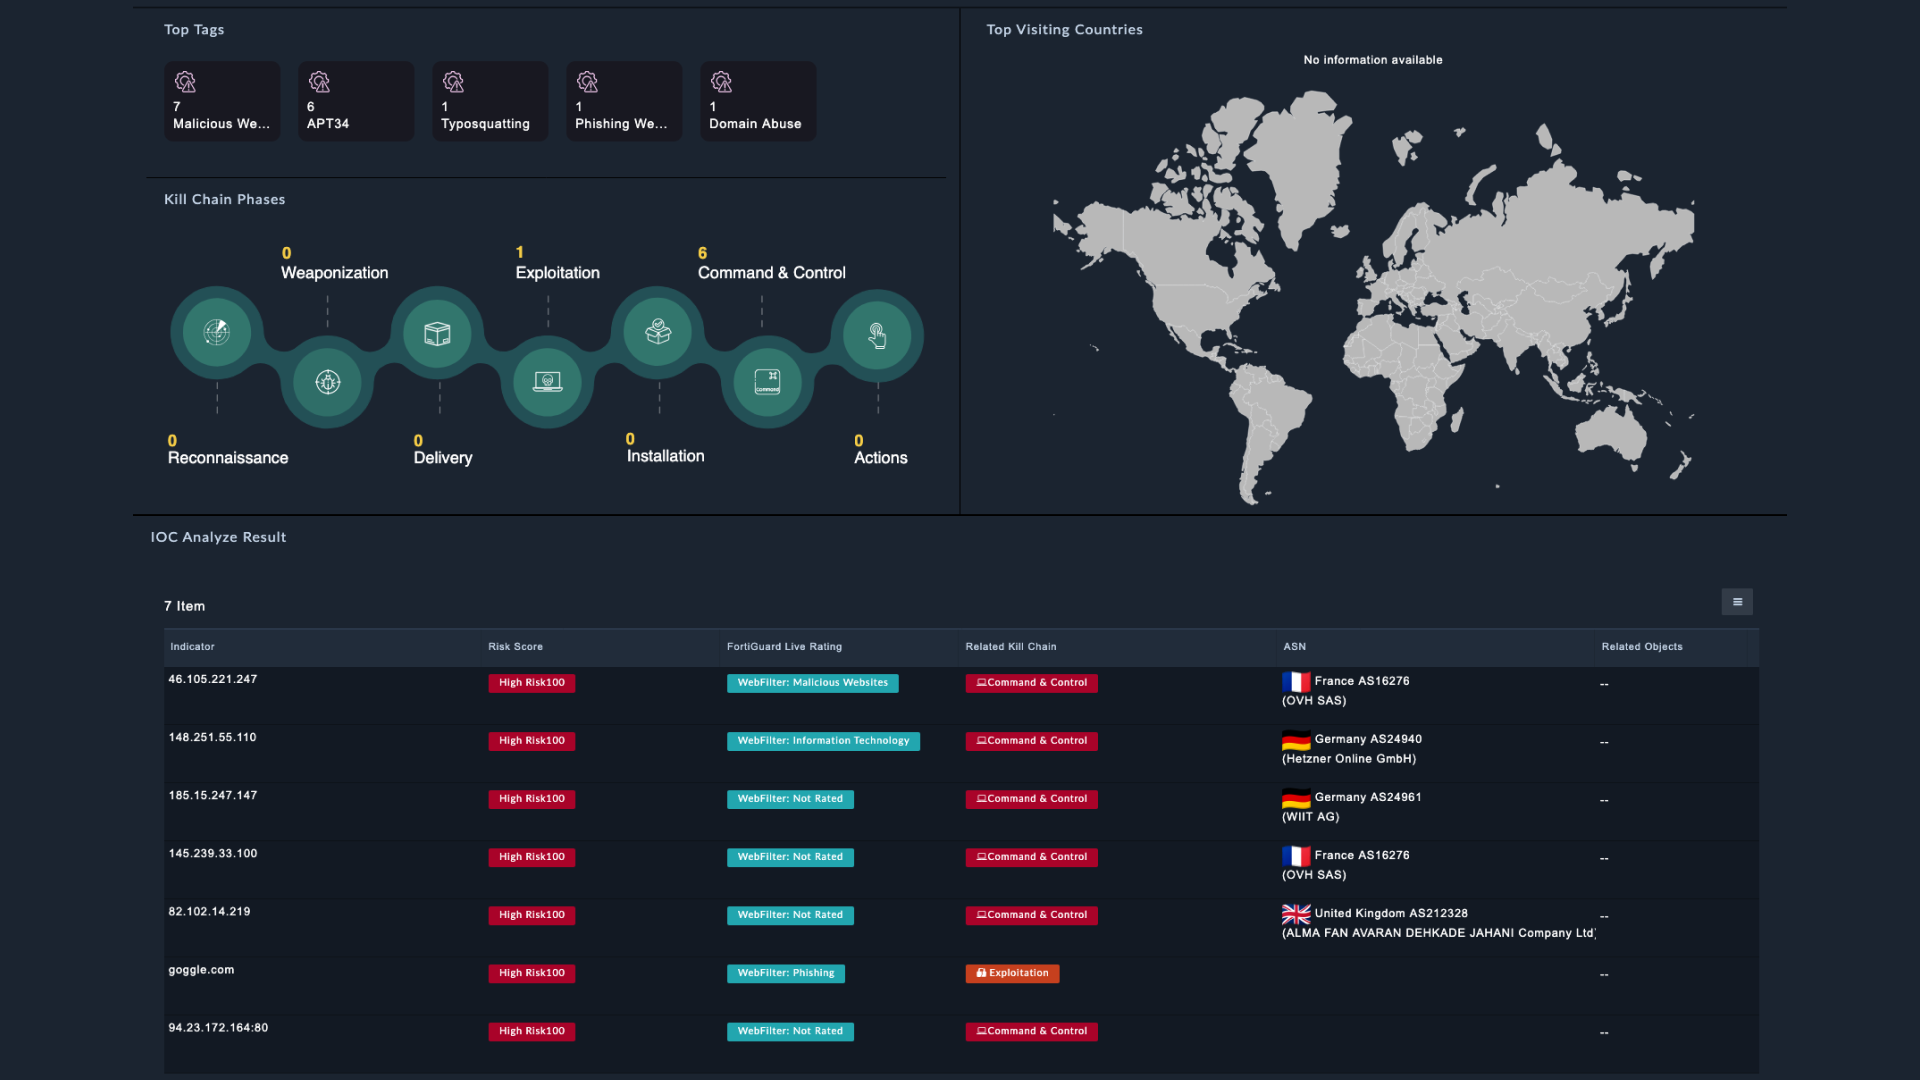 Top Tags
7
Malicious We...
6
APT34
1
Typosquatting
1
Phishing We...
1
Domain Abuse
Top Visiting Countries
No information available
Kill Chain Phases
0
Weaponization
1
Exploitation
6
Command & Control
command
0
Reconnaissance
0
Delivery
0
Installation
0
Actions
IOC Analyze Result
7 Item
Indicator Risk Score FortiGuard Live Rating Related Kill Chain ASN Related Objects
46.105.221.247 High Risk100 WebFilter: Malicious Websites Command & Control France AS16276 --
(OVH SAS)
148.251.55.110 High Risk100 WebFilter: Information Technology Command & Control Germany AS24940 --
(Hetzner Online GmbH)
185.15.247.147 High Risk100 WebFilter: Not Rated Command & Control Germany AS24961 --
(WIIT AG)
145.239.33.100 High Risk100 WebFilter: Not Rated Command & Control France AS16276 --
(OVH SAS)
82.102.14.219 High Risk100 WebFilter: Not Rated Command & Control United Kingdom AS212328 --
(ALMA FAN AVARAN DEHKADE JAHANI Company Ltd)
goggle.com High Risk100 WebFilter: Phishing Exploitation --
94.23.172.164:80 High Risk100 WebFilter: Not Rated Command & Control --